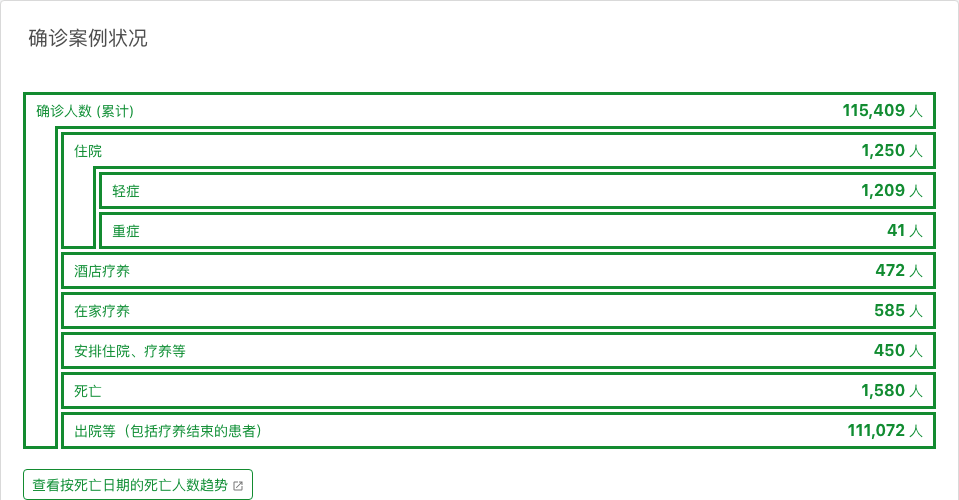 确诊案例状况
确诊人数 (累计) 115,409 人
住院 1,250 人
轻症 1,209 人
重症 41 人
酒店疗养 472 人
在家疗养 585 人
安排住院、疗养等 450 人
死亡 1,580 人
出院等（包括疗养结束的患者） 111,072 人
查看按死亡日期的死亡人数趋势